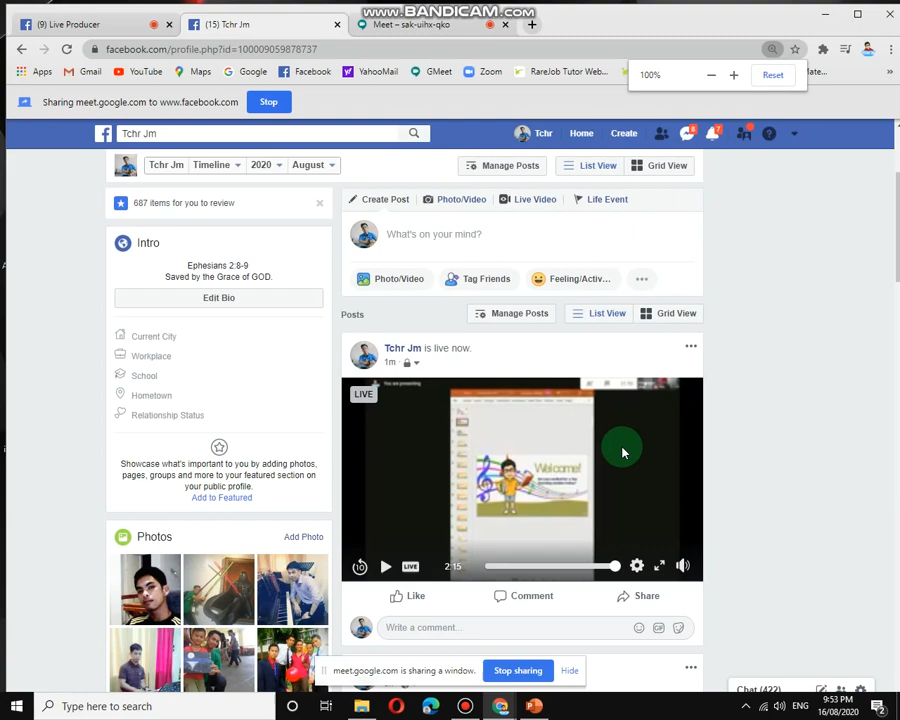 www.BANDICAM.com
(9) Live Producer
(15) Tchr Jm
Meet – sak-uihx-qko
facebook.com/profile.php?id=100009059878737
Apps
Gmail
YouTube
Maps
Google
Facebook
YahooMail
GMeet
Zoom
RareJob Tutor Web...
Mate...
100%
Reset
Sharing meet.google.com to www.facebook.com
Stop
Tchr Jm
Tchr
Home
Create
8
7
Tchr Jm
Timeline
2020
August
Manage Posts
List View
Grid View
687 items for you to review
Create Post
Photo/Video
Live Video
Life Event
Intro
What's on your mind?
Ephesians 2:8-9
Saved by the Grace of GOD.
Edit Bio
Photo/Video
Tag Friends
Feeling/Activ...
Current City
Workplace
School
Hometown
Relationship Status
Posts
Manage Posts
List View
Grid View
Tchr Jm is live now.
1m
LIVE
You are presenting
Welcome!
10
LIVE
2:15
Showcase what's important to you by adding photos,
pages, groups and more to your featured section on
your public profile.
Add to Featured
Photos
Add Photo
Like
Comment
Share
Write a comment...
GIF
meet.google.com is sharing a window.
Stop sharing
Hide
Chat (422)
Type here to search
ENG
9:53 PM
16/08/2020
2